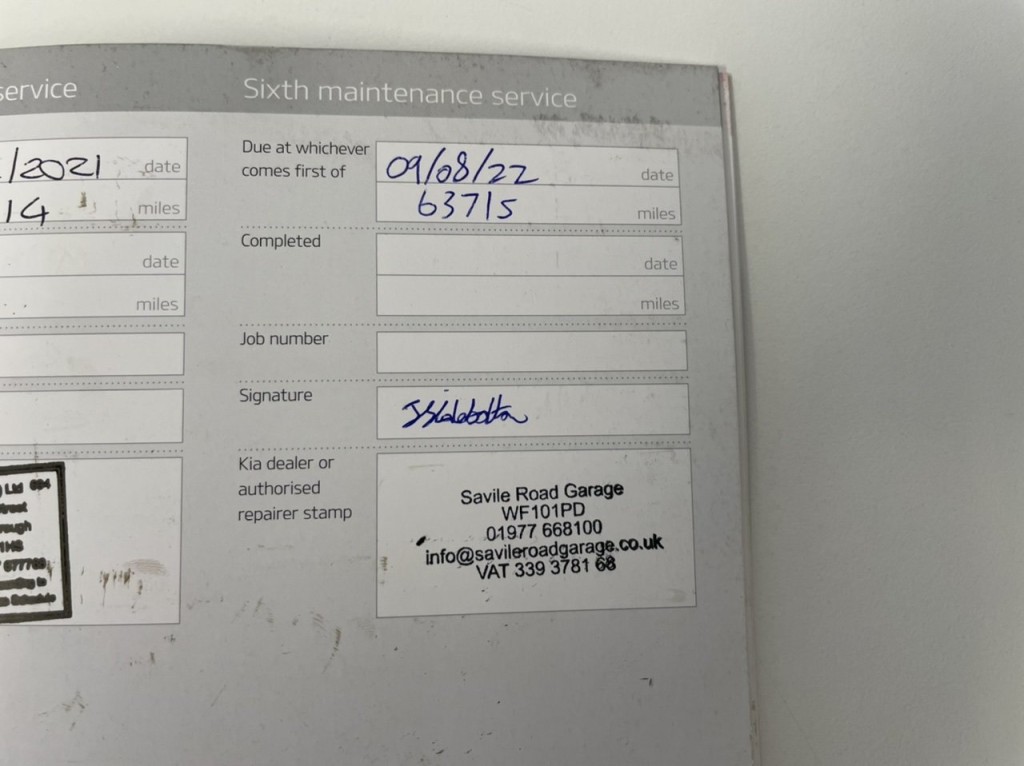 service
/2021 date
14 miles
date
miles
Ltd
Sixth maintenance service
Due at whichever
comes first of
09/08/22 date
63715 miles
Completed
date
miles
Job number
Signature
Kia dealer or
authorised
repairer stamp
Savile Road Garage
WF101PD
01977 668100
info@savileroadgarage.co.uk
VAT 339 3781 68